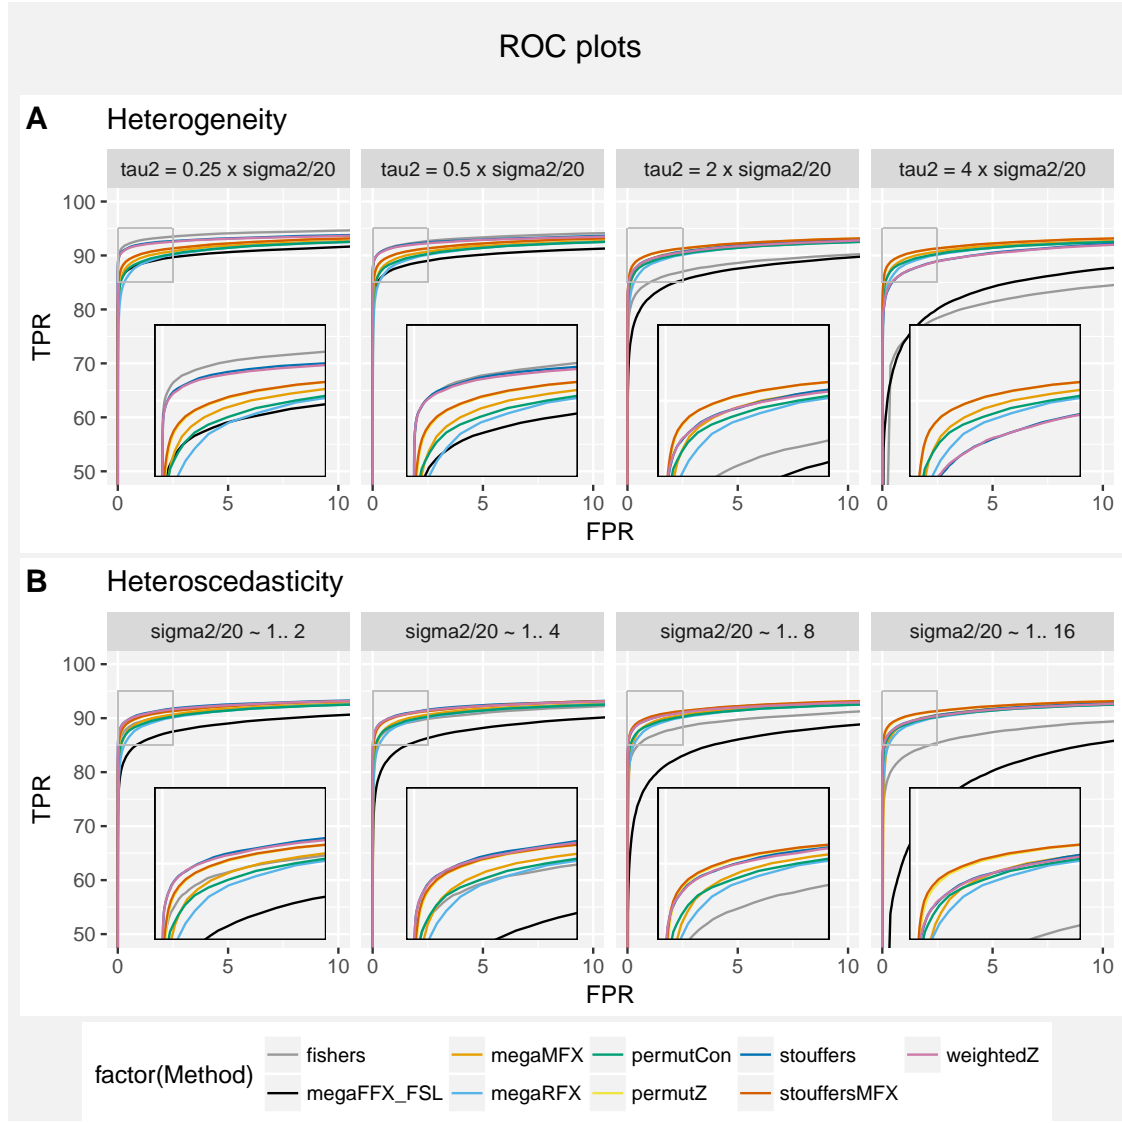 ROC plots
A Heterogeneity
tau2 = 0.25 x sigma2/20 tau2 = 0.5 x sigma2/20 tau2 = 2 x sigma2/20 tau2 = 4 x sigma2/20
100
90
80
70
60
50
TPR
0 5 10 0 5 10 0 5 10 0 5 10
FPR
B Heteroscedasticity
sigma2/20 ~ 1.. 2 sigma2/20 ~ 1.. 4 sigma2/20 ~ 1.. 8 sigma2/20 ~ 1.. 16
100
90
80
70
60
50
TPR
0 5 10 0 5 10 0 5 10 0 5 10
FPR
factor(Method)
fishers megaMFX permutCon stouffers weightedZ
megaFFX_FSL megaRFX permutZ stouffersMFX